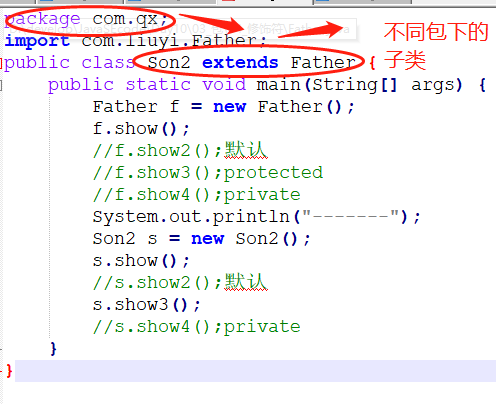 package com.qx;
import com.liuyi.Father;
public class Son2 extends Father {
public static void main(String[] args) {
Father f = new Father();
f.show();
//f.show2();默认
//f.show3();protected
//f.show4();private
System.out.println("-------");
Son2 s = new Son2();
s.show();
//s.show2();默认
s.show3();
//s.show4();private
}
}
不同包下的
子类